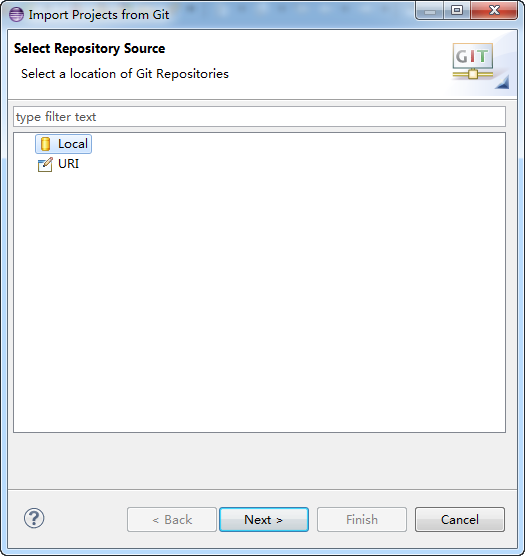 Import Projects from Git
Select Repository Source
Select a location of Git Repositories
GIT
type filter text
Local
URI
?
< Back
Next >
Finish
Cancel